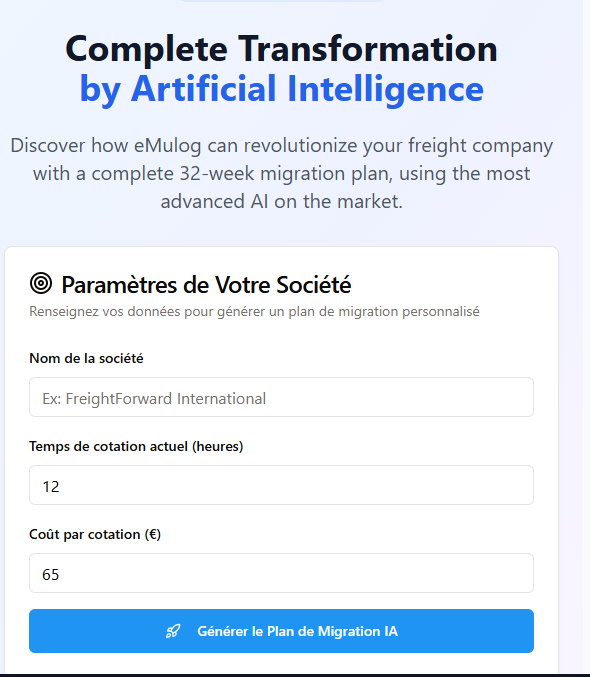 Complete Transformation
by Artificial Intelligence
Discover how eMulog can revolutionize your freight company
with a complete 32-week migration plan, using the most
advanced AI on the market.
Paramètres de Votre Société
Renseignez vos données pour générer un plan de migration personnalisé
Nom de la société
Ex: FreightForward International
Temps de cotation actuel (heures)
12
Coût par cotation (€)
65
Générer le Plan de Migration IA